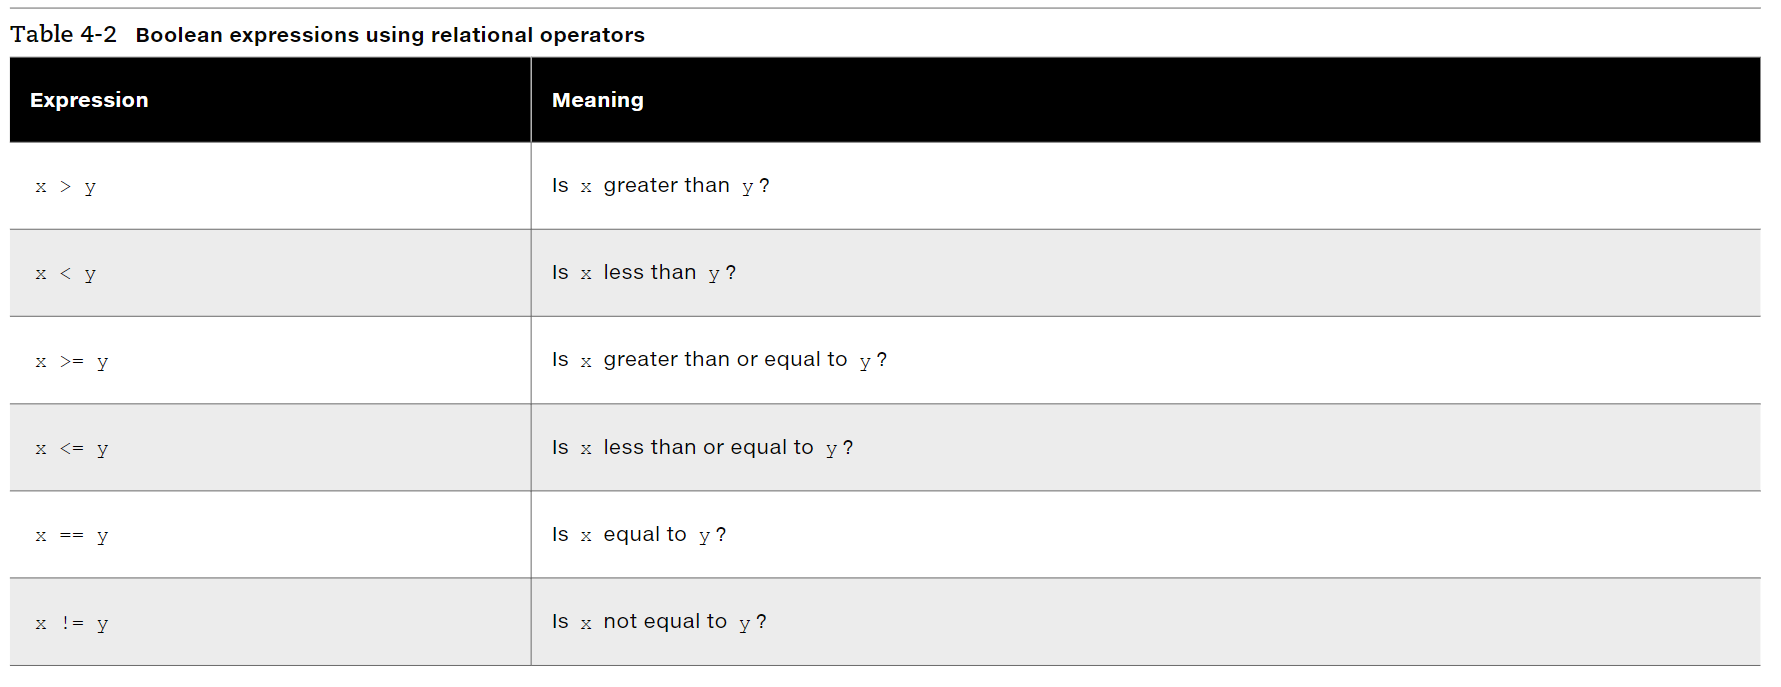 Table 4-2 Boolean expressions using relational operators
Expression Meaning
x > y Is x greater than y?
x < y Is x less than y?
x >= y Is x greater than or equal to y?
x <= y Is x less than or equal to y?
x == y Is x equal to y?
x != y Is x not equal to y?